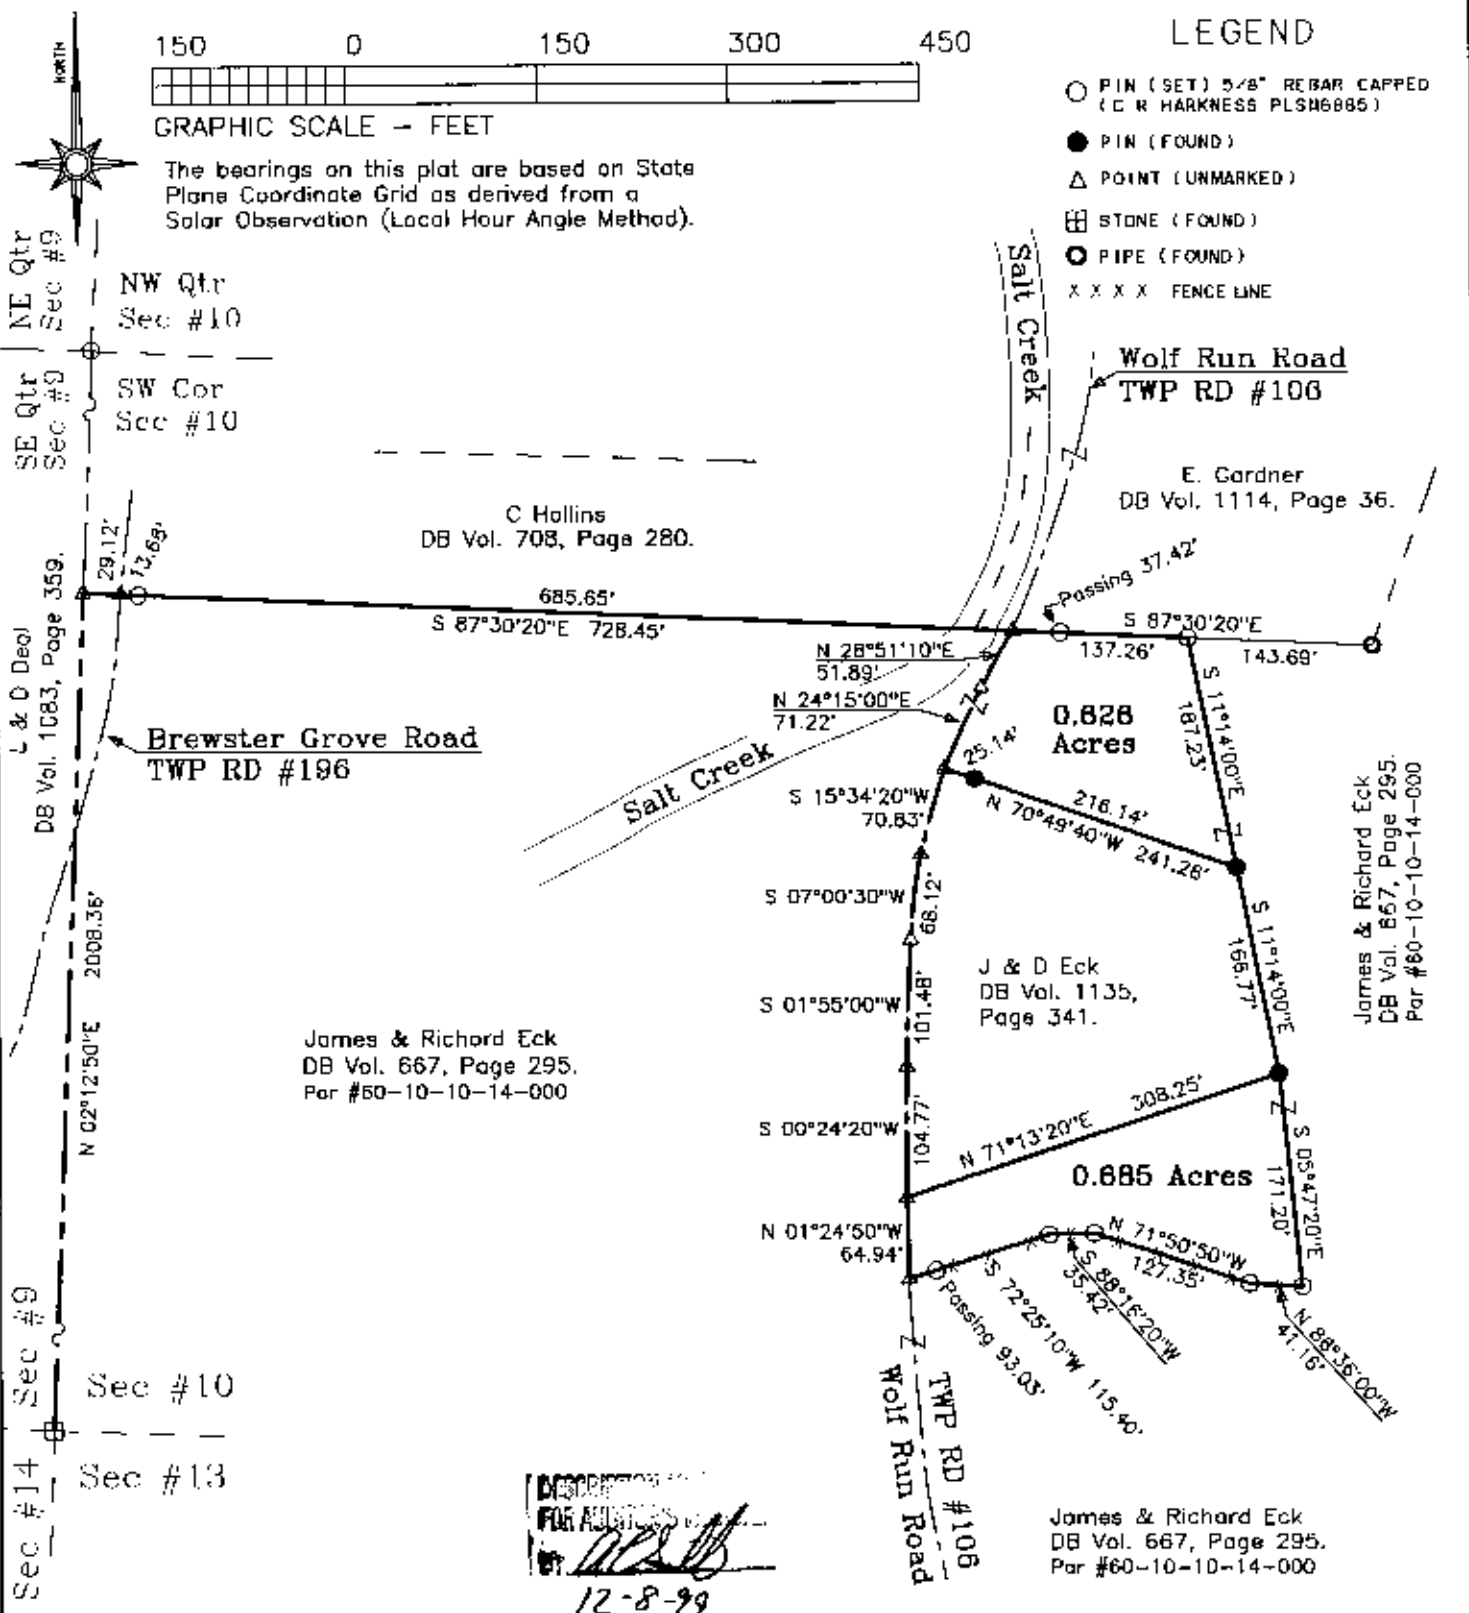 150 0 150 300 450
GRAPHIC SCALE - FEET
The bearings on this plat are based on State
Plane Coordinate Grid as derived from a
Solar Observation (Local Hour Angle Method).
NORTH
LEGEND
PIN (SET) 5/8" REBAR CAPPED
(C R HARKNESS PLS#6885)
PIN (FOUND)
POINT (UNMARKED)
STONE (FOUND)
PIPE (FOUND)
X X X X FENCE LINE
NE Qtr
Sec #9
NW Qtr
Sec #10
SE Qtr
Sec #9
SW Cor
Sec #10
Salt Creek
Wolf Run Road
TWP RD #106
E. Gardner
DB Vol. 1114, Page 36.
C Hollins
DB Vol. 708, Page 280.
29.12'
13.68'
685.65'
S 87°30'20"E 728.45'
Passing 37.42'
S 87°30'20"E
137.26'
143.69'
N 28°51'10"E
51.89'
N 24°15'00"E
71.22'
L & D Deal
DB Vol. 1083, Page 359.
Brewster Grove Road
TWP RD #196
Salt Creek
0.628
Acres
S 11°14'00"E
187.23'
25.14'
216.14'
N 70°49'40"W 241.28'
S 15°34'20"W
70.63'
S 07°00'30"W
68.12'
S 01°55'00"W
101.48'
S 00°24'20"W
104.77'
N 01°24'50"W
64.94'
J & D Eck
DB Vol. 1135,
Page 341.
S 11°14'00"E
166.77'
James & Richard Eck
DB Vol. 667, Page 295.
Par #60-10-10-14-000
James & Richard Eck
DB Vol. 667, Page 295.
Par #60-10-10-14-000
N 02°12'50"E 2008.36'
N 71°13'20"E 308.25'
0.685 Acres
S 05°47'20"E
171.20'
N 71°50'50"W
127.35'
S 88°16'20"W
35.42'
S 72°25'10"W 115.40'
Passing 93.03'
N 88°36'00"W
41.16'
Sec #9
Sec #10
Sec #14
Sec #13
TWP RD #106
Wolf Run Road
FOR
BY
12-8-99
James & Richard Eck
DB Vol. 667, Page 295.
Par #60-10-10-14-000